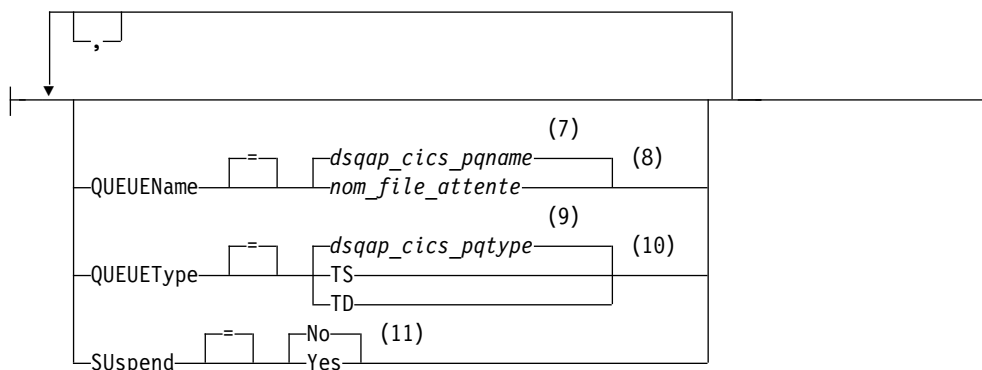 ,
(7)
= dsqap_cics_pqname (8)
QUEUEName nom_file_attente
(9)
= dsqap_cics_pqtype (10)
QUEUEType TS
TD
= No (11)
SUspend Yes